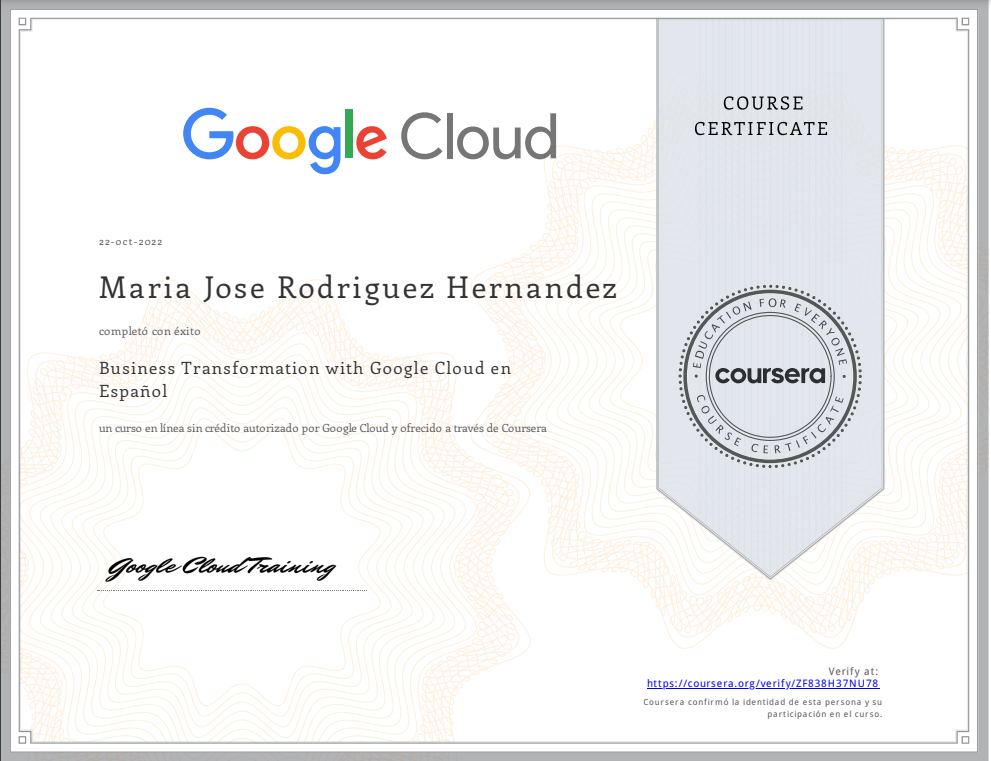 Google Cloud
COURSE
CERTIFICATE
22-oct-2022
Maria Jose Rodriguez Hernandez
completó con éxito
Business Transformation with Google Cloud en
Español
un curso en línea sin crédito autorizado por Google Cloud y ofrecido a través de Coursera
EDUCATION FOR EVERYONE
coursera
COURSE CERTIFICATE
Google Cloud Training
Verify at:
https://coursera.org/verify/ZF838H37NU78
Coursera confirmó la identidad de esta persona y su
participación en el curso.